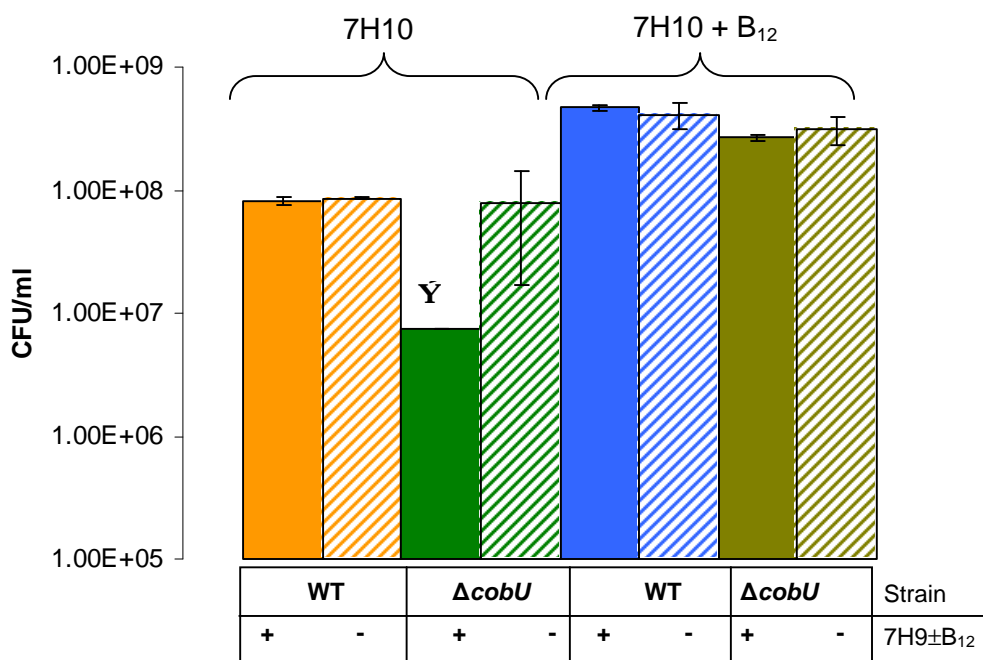 7H10 7H10 + B₁₂
1.00E+09
1.00E+08
1.00E+07
1.00E+06
1.00E+05
CFU/ml
Ÿ
WT ΔcobU WT ΔcobU Strain
+ - + - + - + - 7H9±B₁₂